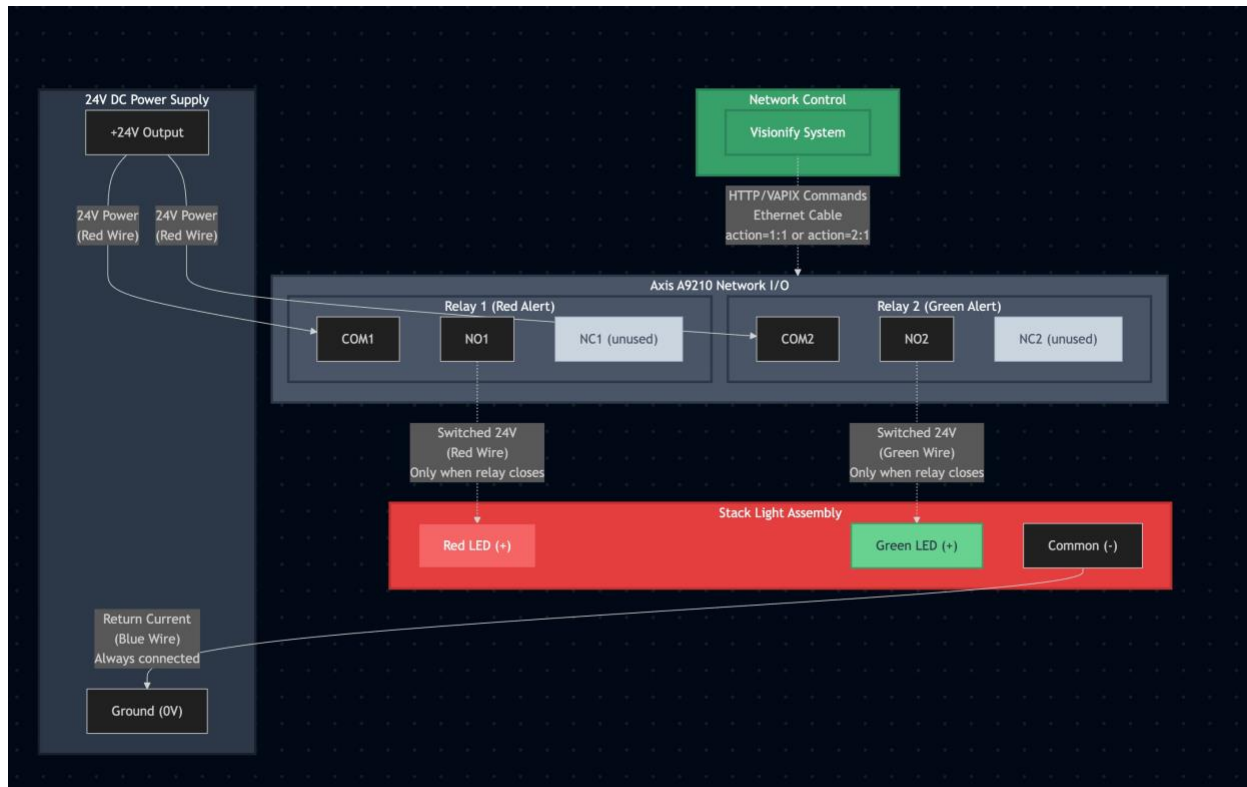 24V DC Power Supply
+24V Output
24V Power
(Red Wire)
24V Power
(Red Wire)
Network Control
Visionify System
HTTP/VAPIX Commands
Ethernet Cable
action=1:1 or action=2:1
Axis A9210 Network I/O
Relay 1 (Red Alert)
COM1
NO1
NC1 (unused)
Relay 2 (Green Alert)
COM2
NO2
NC2 (unused)
Switched 24V
(Red Wire)
Only when relay closes
Switched 24V
(Green Wire)
Only when relay closes
Stack Light Assembly
Red LED (+)
Green LED (+)
Common (-)
Return Current
(Blue Wire)
Always connected
Ground (0V)